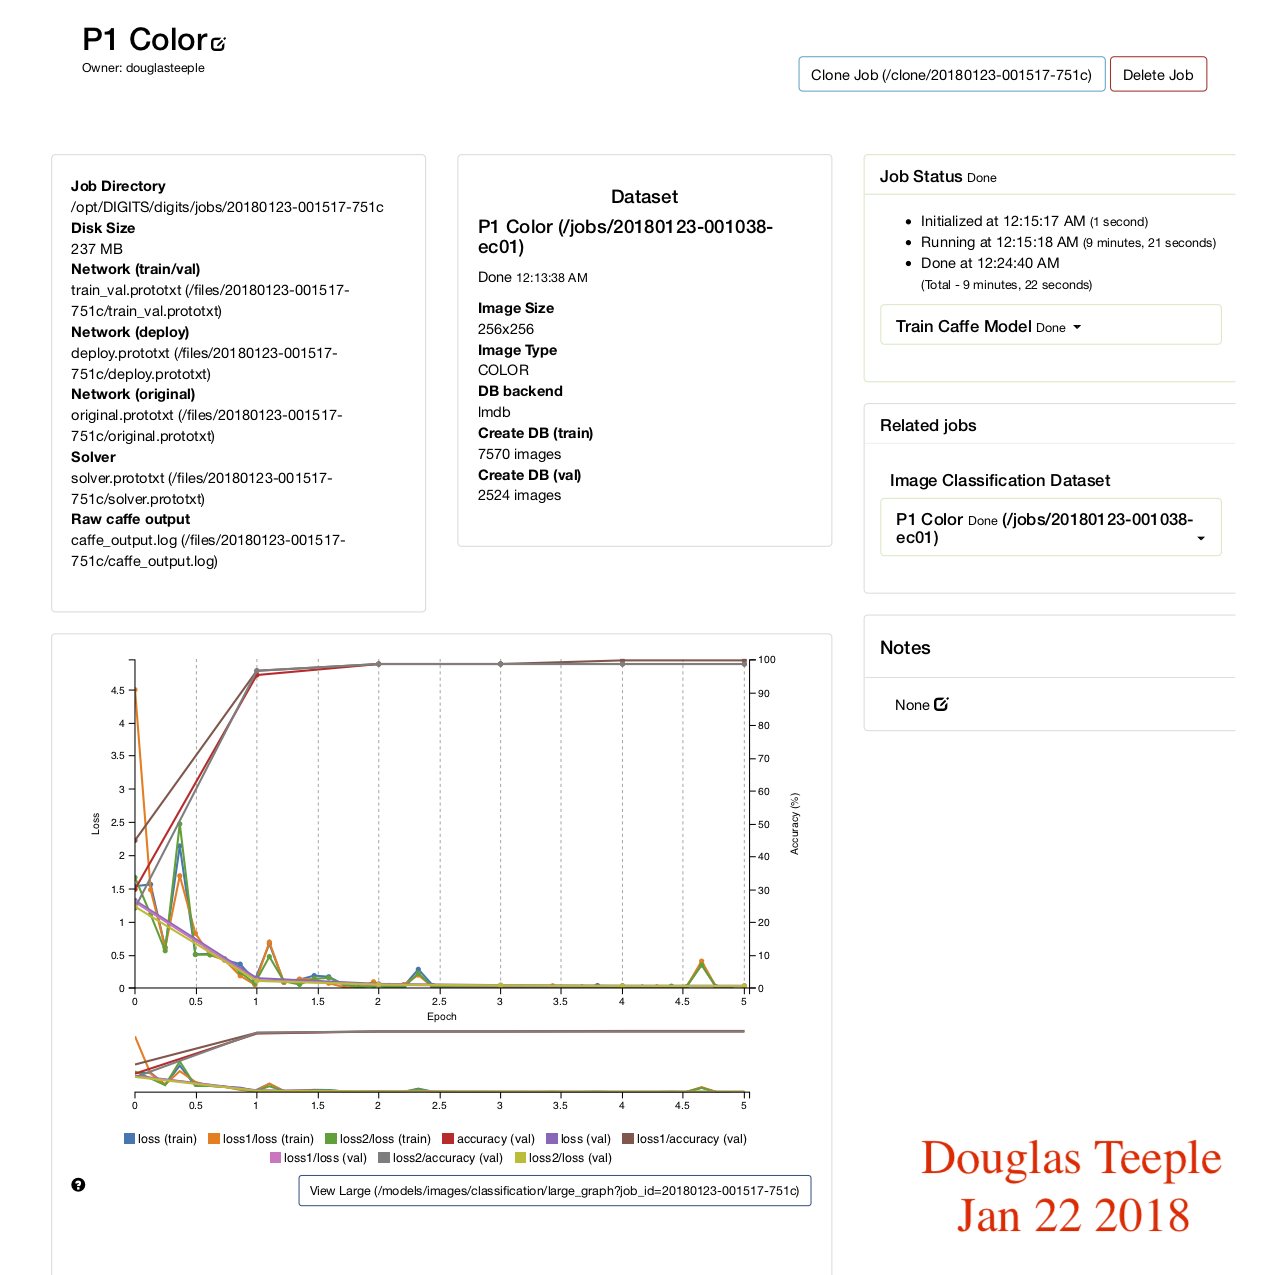 P1 Color
Owner: douglasteeple
Clone Job (/clone/20180123-001517-751c)
Delete Job
Job Directory
/opt/DIGITS/digits/jobs/20180123-001517-751c
Disk Size
237 MB
Network (train/val)
train_val.prototxt (/files/20180123-001517-
751c/train_val.prototxt)
Network (deploy)
deploy.prototxt (/files/20180123-001517-
751c/deploy.prototxt)
Network (original)
original.prototxt (/files/20180123-001517-
751c/original.prototxt)
Solver
solver.prototxt (/files/20180123-001517-
751c/solver.prototxt)
Raw caffe output
caffe_output.log (/files/20180123-001517-
751c/caffe_output.log)
Dataset
P1 Color (/jobs/20180123-001038-
ec01)
Done 12:13:38 AM
Image Size
256x256
Image Type
COLOR
DB backend
lmdb
Create DB (train)
7570 images
Create DB (val)
2524 images
Job Status Done
Initialized at 12:15:17 AM (1 second)
Running at 12:15:18 AM (9 minutes, 21 seconds)
Done at 12:24:40 AM
(Total - 9 minutes, 22 seconds)
Train Caffe Model Done
Related jobs
Image Classification Dataset
P1 Color Done (/jobs/20180123-001038-
ec01)
Notes
None
4.5
4
3.5
3
2.5
2
1.5
1
0.5
0
Loss
100
90
80
70
60
50
40
30
20
10
0
Accuracy (%)
0 0.5 1 1.5 2 2.5 3 3.5 4 4.5 5
Epoch
0 0.5 1 1.5 2 2.5 3 3.5 4 4.5 5
loss (train) loss1/loss (train) loss2/loss (train) accuracy (val) loss (val) loss1/accuracy (val)
loss1/loss (val) loss2/accuracy (val) loss2/loss (val)
View Large (/models/images/classification/large_graph?job_id=20180123-001517-751c)
Douglas Teeple
Jan 22 2018